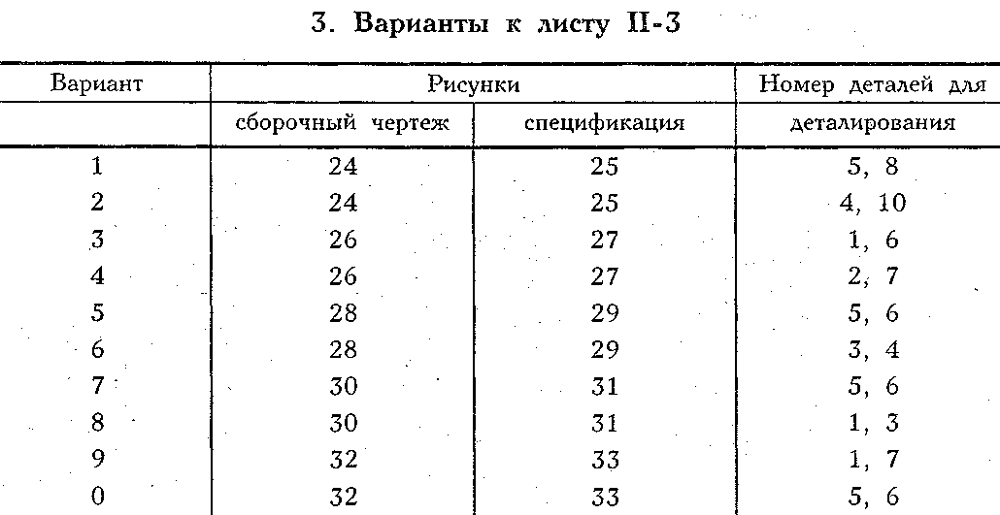 3. Варианты к листу II-3
Вариант Рисунки Номер деталей для
сборочный чертеж спецификация деталирования
1 24 25 5, 8
2 24 25 4, 10
3 26 27 1, 6
4 26 27 2, 7
5 28 29 5, 6
6 28 29 3, 4
7 30 31 5, 6
8 30 31 1, 3
9 32 33 1, 7
0 32 33 5, 6